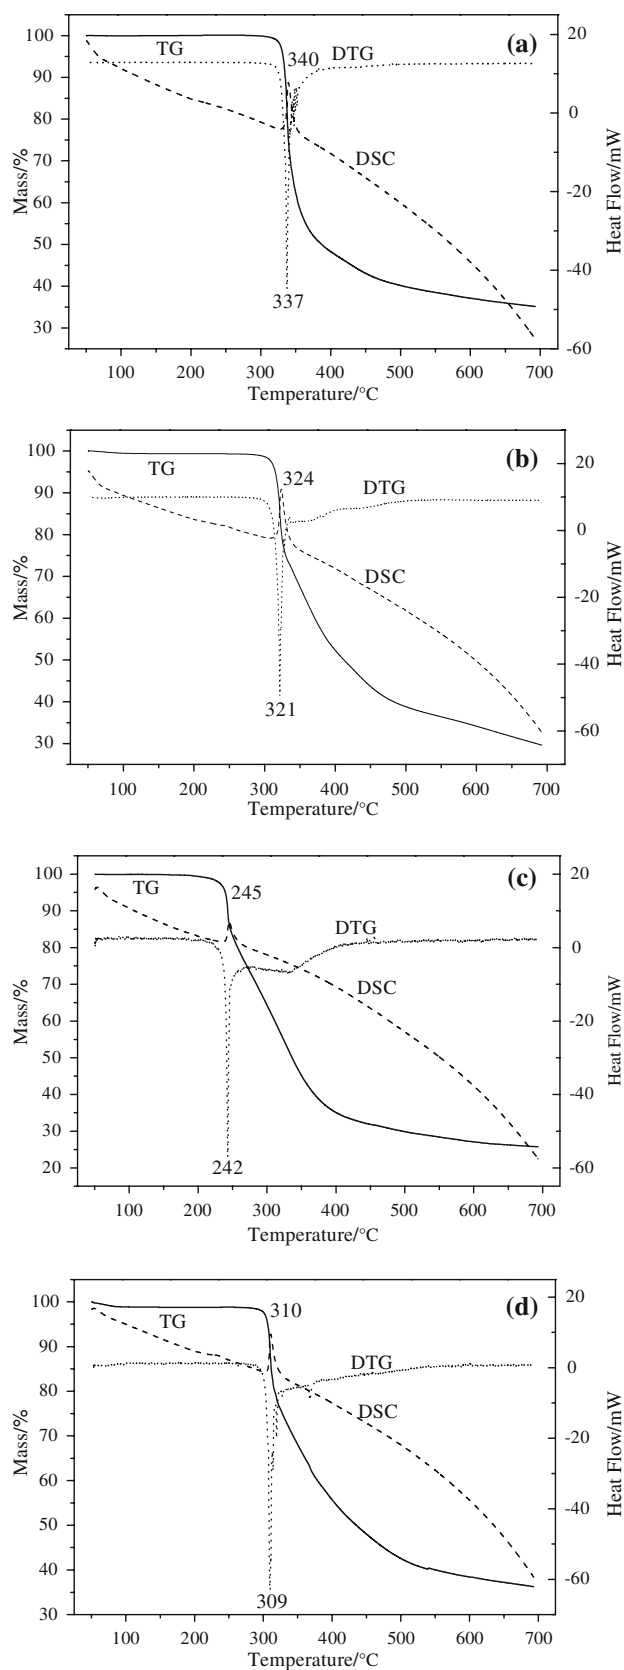 (a)
TG
340
DTG
DSC
337
100
90
80
70
60
50
40
30
20
0
-20
-40
-60
100 200 300 400 500 600 700
Mass/%
Heat Flow/mW
Temperature/°C
(b)
TG
324
DTG
DSC
321
100
90
80
70
60
50
40
30
20
0
-20
-40
-60
100 200 300 400 500 600 700
Mass/%
Heat Flow/mW
Temperature/°C
(c)
TG
245
DTG
DSC
242
100
90
80
70
60
50
40
30
20
20
0
-20
-40
-60
100 200 300 400 500 600 700
Mass/%
Heat Flow/mW
Temperature/°C
(d)
TG
310
DTG
DSC
309
100
90
80
70
60
50
40
30
20
0
-20
-40
-60
100 200 300 400 500 600 700
Mass/%
Heat Flow/mW
Temperature/°C